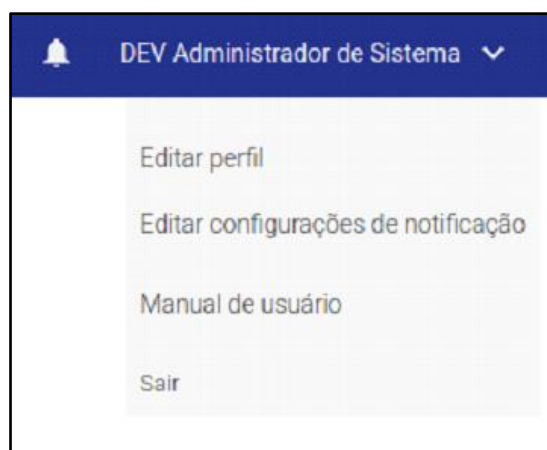 DEV Administrador de Sistema
Editar perfil
Editar configurações de notificação
Manual de usuário
Sair